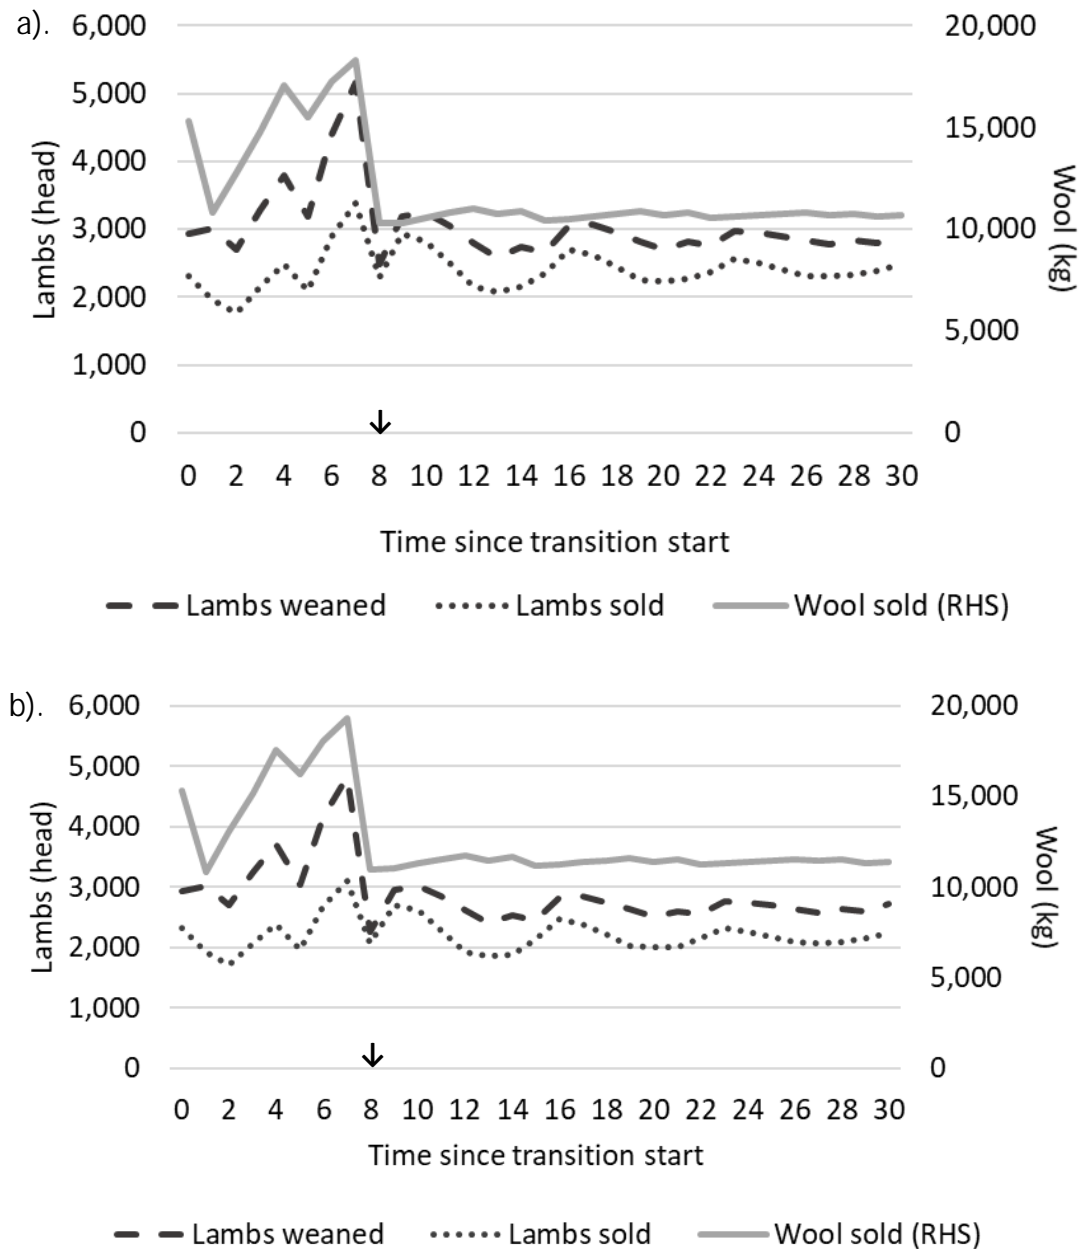 a).
6,000 20,000
5,000
15,000
4,000
3,000 10,000
2,000
5,000
1,000
0 0
Lambs (head)
Wool (kg)
0 2 4 6 8 10 12 14 16 18 20 22 24 26 28 30
Time since transition start
Lambs weaned Lambs sold Wool sold (RHS)
b).
6,000 20,000
5,000
15,000
4,000
3,000 10,000
2,000
5,000
1,000
0 0
Lambs (head)
Wool (kg)
0 2 4 6 8 10 12 14 16 18 20 22 24 26 28 30
Time since transition start
Lambs weaned Lambs sold Wool sold (RHS)